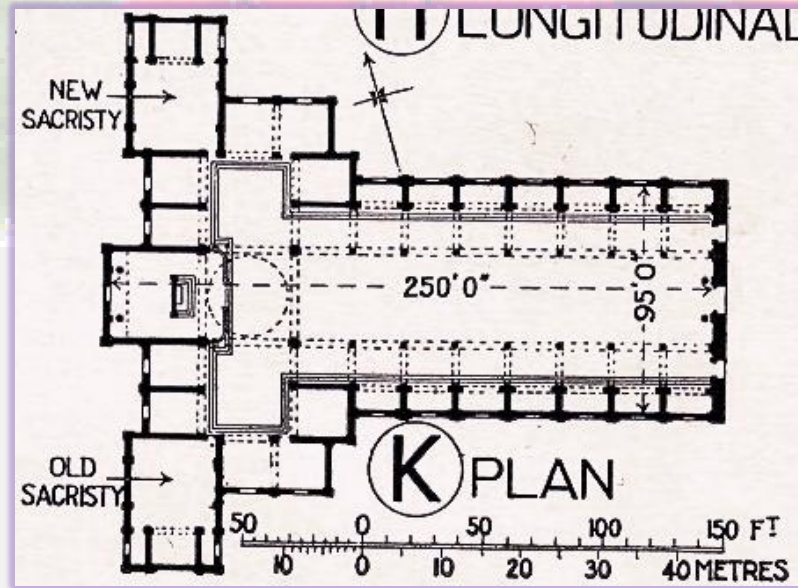 H LONGITUDINAL
NEW
SACRISTY
250'0"
95'0"
OLD
SACRISTY
K PLAN
50 0 50 100 150 FT
10 0 10 20 30 40 METRES